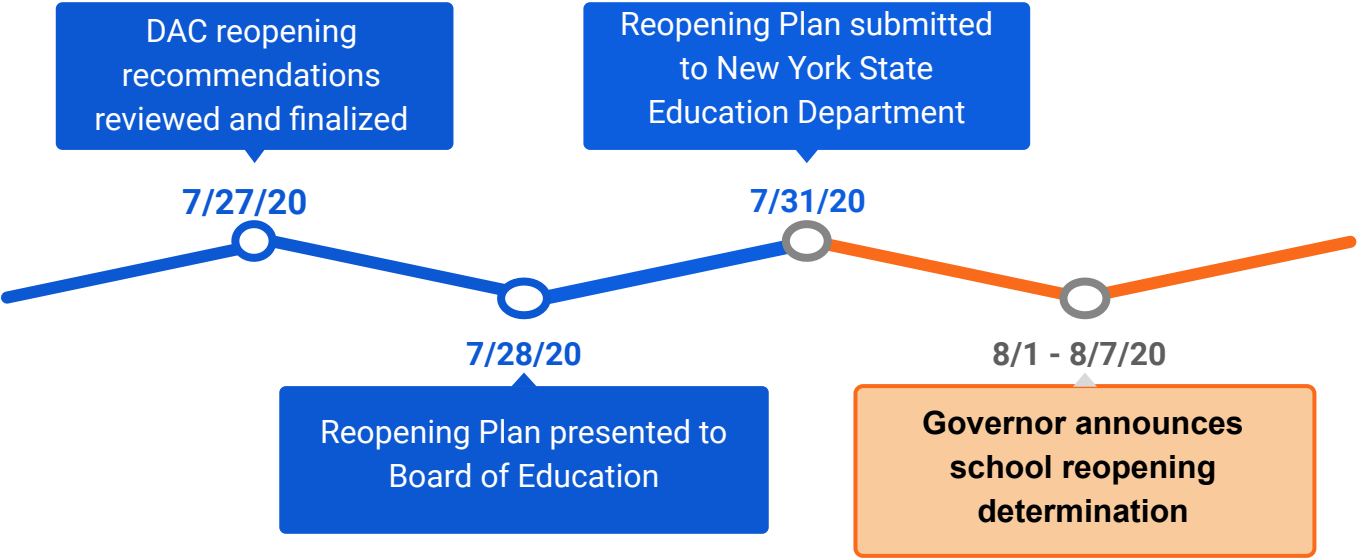 DAC reopening
recommendations
reviewed and finalized
7/27/20
7/28/20
Reopening Plan presented to
Board of Education
Reopening Plan submitted
to New York State
Education Department
7/31/20
8/1 - 8/7/20
Governor announces
school reopening
determination